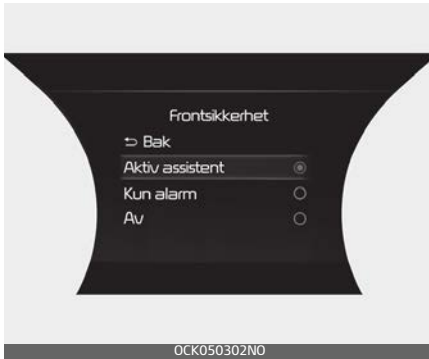 Frontsikkerhet
Bak
Aktiv assistent
Kun alarm
Av
OCK050302NO